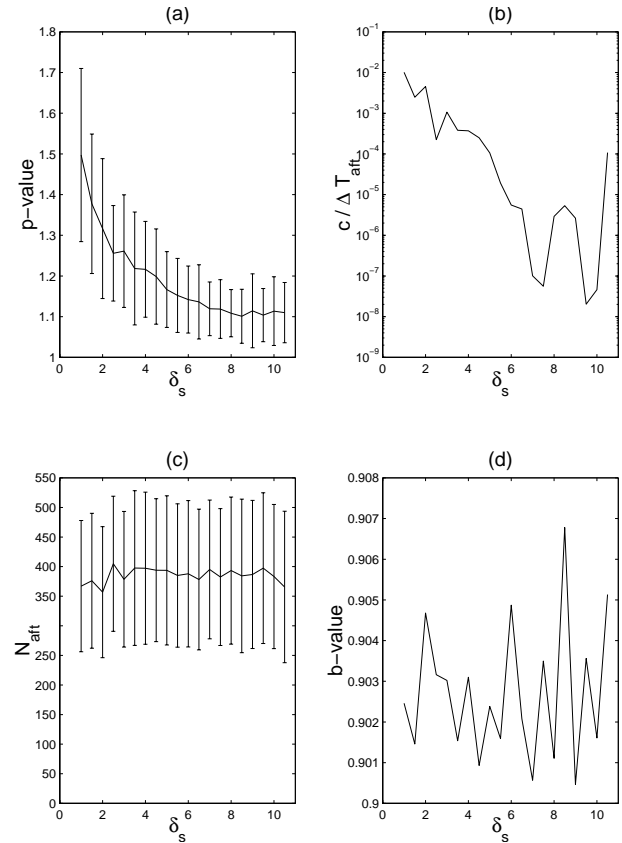 (a)
1.8
1.7
1.6
1.5
1.4
1.3
1.2
1.1
1
p−value
0 2 4 6 8 10
δs
(b)
10⁻¹
10⁻²
10⁻³
10⁻⁴
10⁻⁵
10⁻⁶
10⁻⁷
10⁻⁸
10⁻⁹
c / Δ Taft
0 2 4 6 8 10
δs
(c)
550
500
450
400
350
300
250
200
150
100
50
0
Naft
0 2 4 6 8 10
δs
(d)
0.908
0.907
0.906
0.905
0.904
0.903
0.902
0.901
0.9
b−value
0 2 4 6 8 10
δs